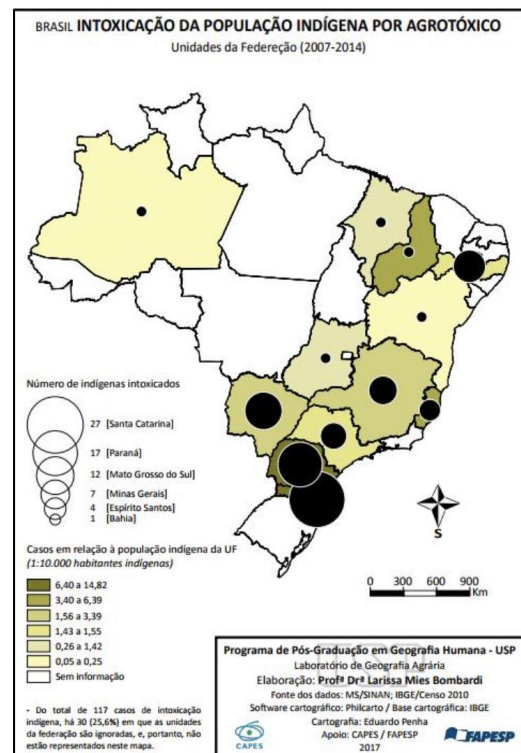 BRASIL INTOXICAÇÃO DA POPULAÇÃO INDÍGENA POR AGROTÓXICO
Unidades da Federeção (2007-2014)
Número de indígenas intoxicados
27 [Santa Catarina]
17 [Paraná]
12 [Mato Grosso do Sul]
7 [Minas Gerais]
4 [Espírito Santos]
1 [Bahia]
Casos em relação à população indígena da UF
(1:10.000 habitantes indígenas)
6,40 a 14,82
3,40 a 6,39
1,56 a 3,39
1,43 a 1,55
0,26 a 1,42
0,05 a 0,25
Sem informação
- Do total de 117 casos de intoxicação
indígena, há 30 (25,6%) em que as unidades
da federação são ignoradas, e, portanto, não
estão representados neste mapa.
S
0 300 600 900
Km
Programa de Pós-Graduação em Geografia Humana - USP
Laboratório de Geografia Agrária
Elaboração: Profª Drª Larissa Mies Bombardi
Fonte dos dados: MS/SINAN; IBGE/Censo 2010
Software cartográfico: Philcarto / Base cartográfica: IBGE
Cartografia: Eduardo Penha
Apoio: CAPES / FAPESP
2017
CAPES
FAPESP